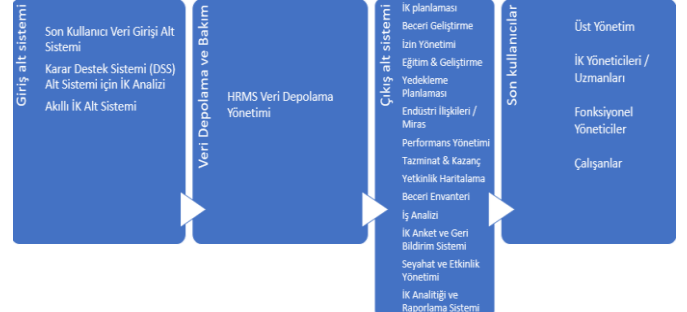 Giriş alt sistemi
Son Kullanıcı Veri Girişi Alt
Sistemi
Karar Destek Sistemi (DSS)
Alt Sistemi için İK Analizi
Akıllı İK Alt Sistemi
Veri Depolama ve Bakım
HRMS Veri Depolama
Yönetimi
Çıkış alt sistemi
İK planlaması
Beceri Geliştirme
İzin Yönetimi
Eğitim & Geliştirme
Yedekleme
Planlaması
Endüstri İlişkileri /
Miras
Performans Yönetimi
Tazminat & Kazanç
Yetkinlik Haritalama
Beceri Envanteri
İş Analizi
İK Anket ve Geri
Bildirim Sistemi
Seyahat ve Etkinlik
Yönetimi
İK Analitiği ve
Raporlama Sistemi
Son kullanıcılar
Üst Yönetim
İK Yöneticileri /
Uzmanları
Fonksiyonel
Yöneticiler
Çalışanlar